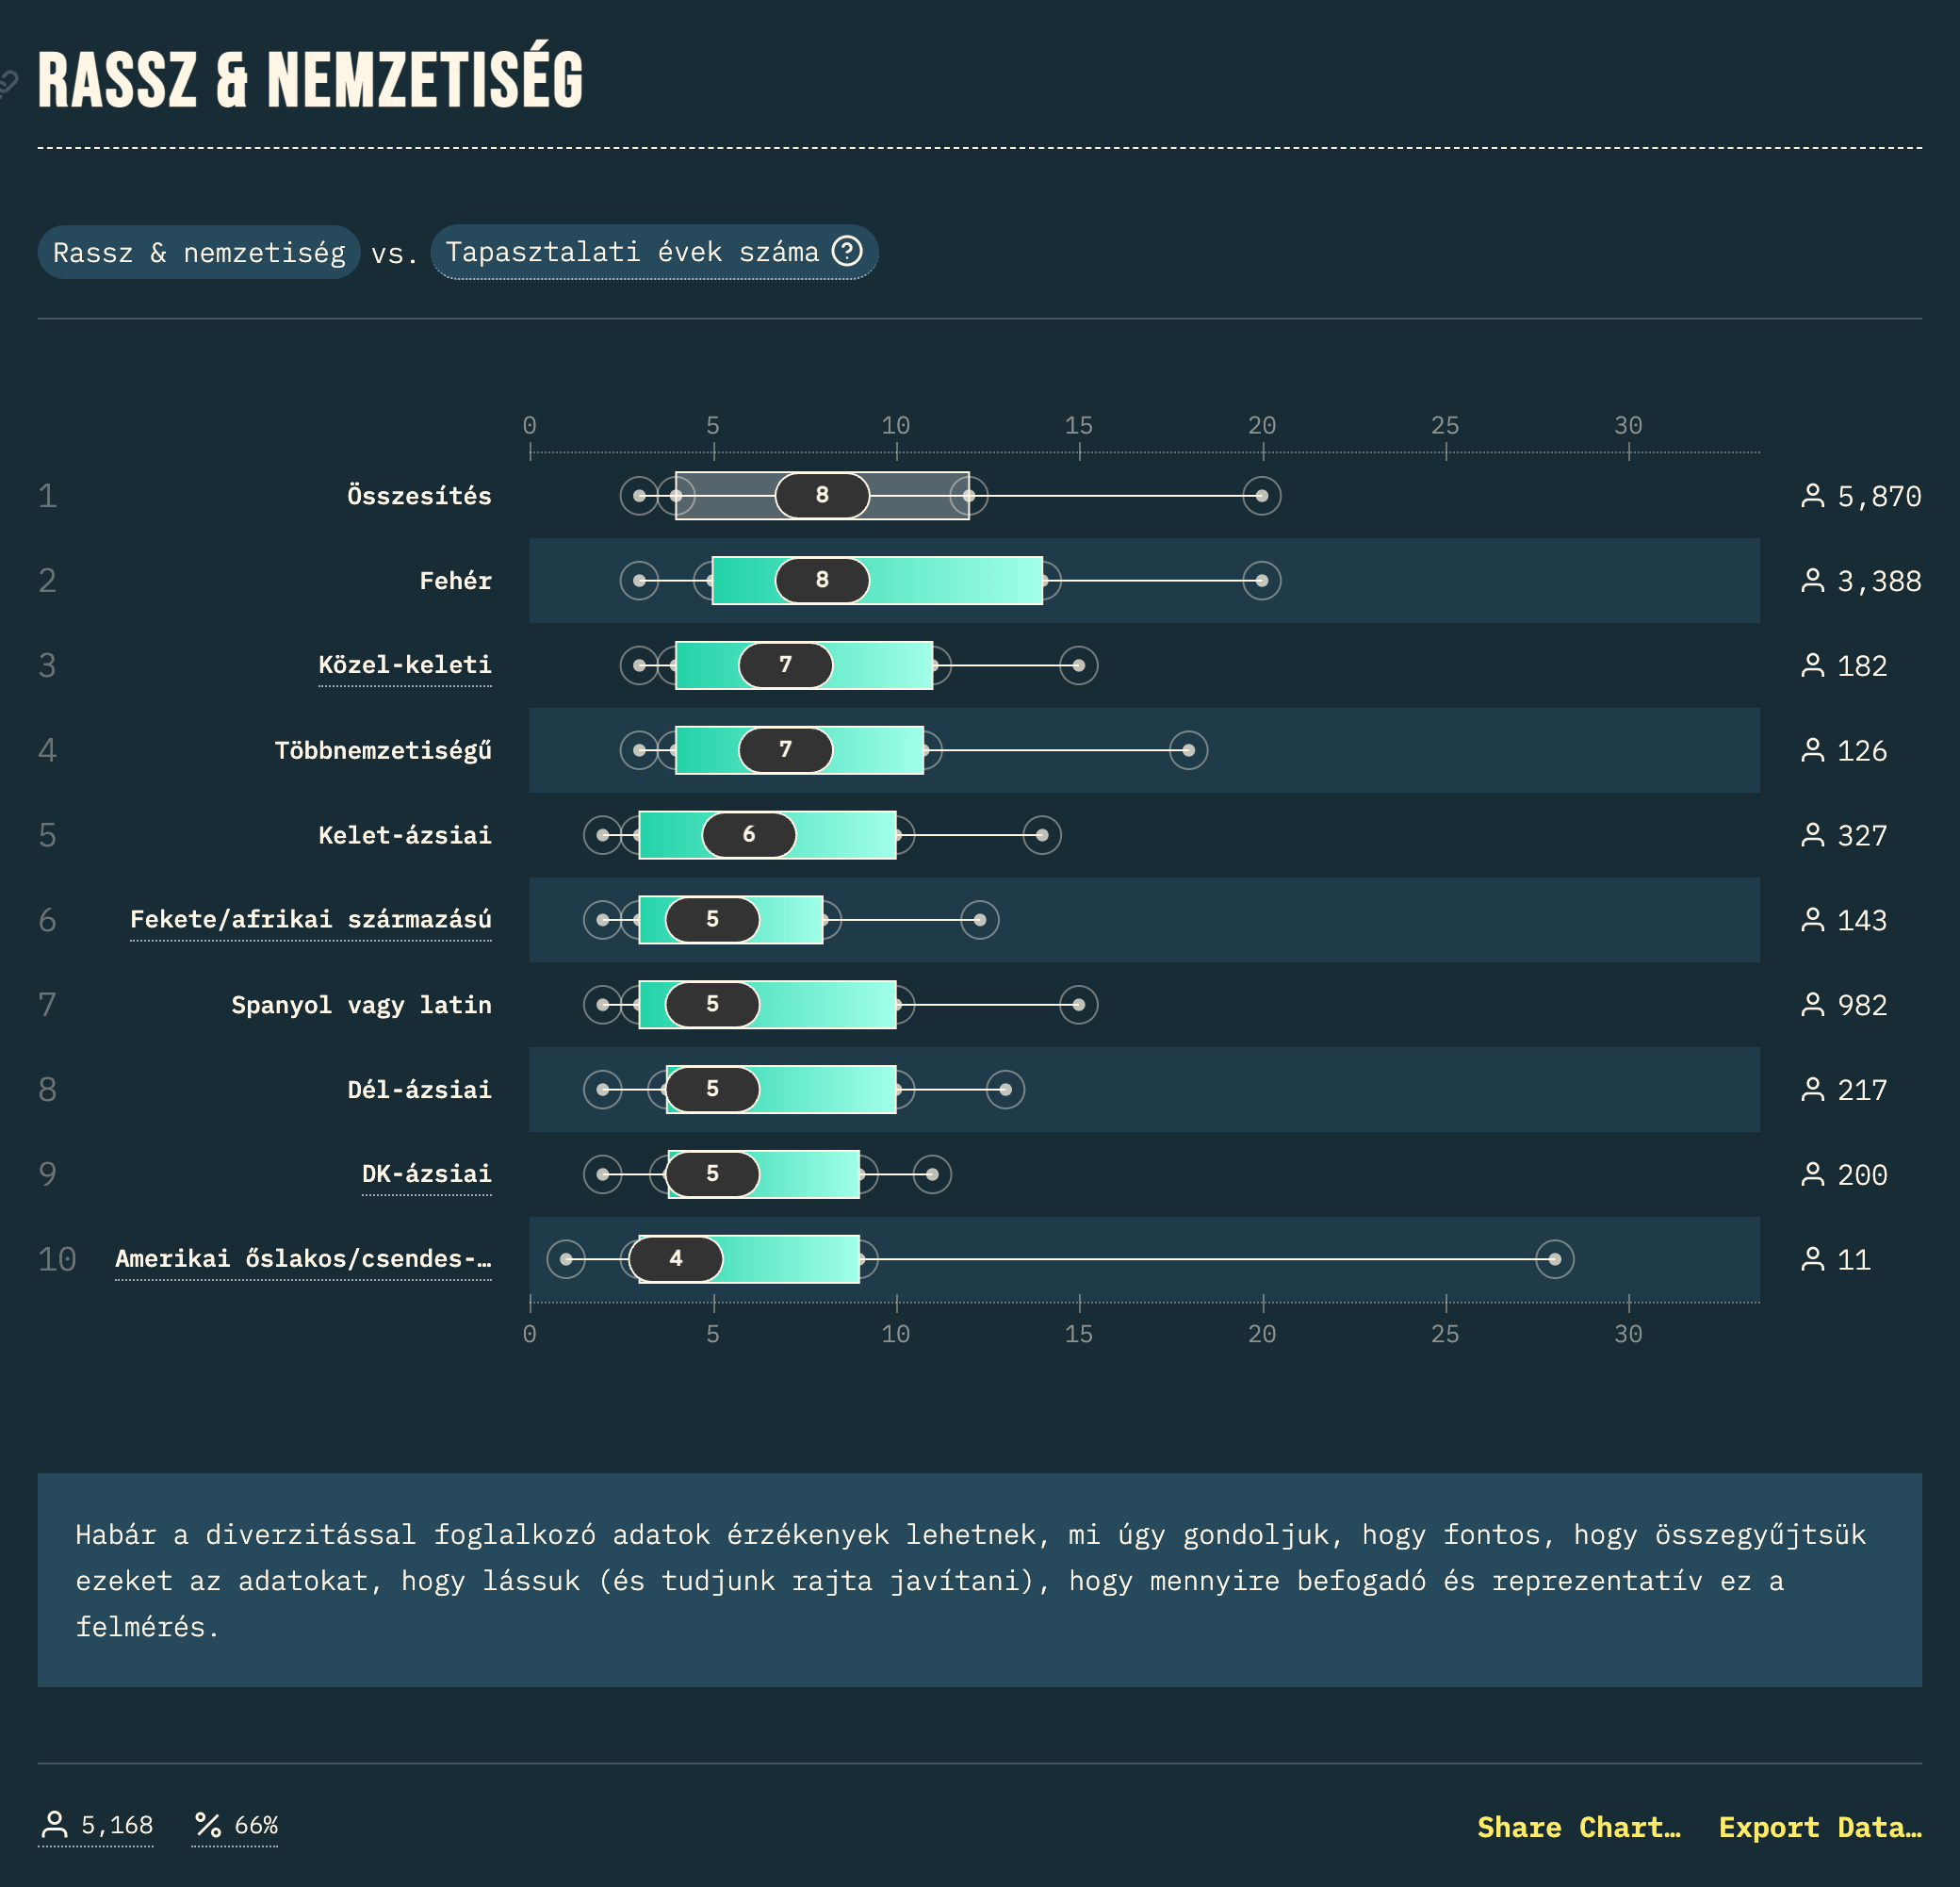 RASSZ & NEMZETISÉG
Rassz & nemzetiség vs. Tapasztalati évek száma ?
0 5 10 15 20 25 30
1 Összesítés 8 5,870
2 Fehér 8 3,388
3 Közel-keleti 7 182
4 Többnemzetiségű 7 126
5 Kelet-ázsiai 6 327
6 Fekete/afrikai származású 5 143
7 Spanyol vagy latin 5 982
8 Dél-ázsiai 5 217
9 DK-ázsiai 5 200
10 Amerikai őslakos/csendes-… 4 11
0 5 10 15 20 25 30
Habár a diverzitással foglalkozó adatok érzékenyek lehetnek, mi úgy gondoljuk, hogy fontos, hogy összegyűjtsük
ezeket az adatokat, hogy lássuk (és tudjunk rajta javítani), hogy mennyire befogadó és reprezentatív ez a
felmérés.
5,168 % 66% Share Chart… Export Data…